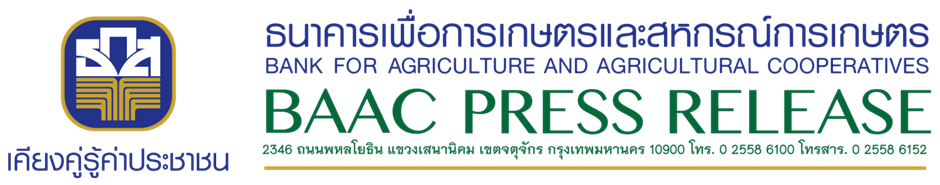 ธกส
เคียงคู่รู้ค่าประชาชน
ธนาคารเพื่อการเกษตรและสหกรณ์การเกษตร
BANK FOR AGRICULTURE AND AGRICULTURAL COOPERATIVES
BAAC PRESS RELEASE
2346 ถนนพหลโยธิน แขวงเสนานิคม เขตจตุจักร กรุงเทพมหานคร 10900 โทร. 0 2558 6100 โทรสาร. 0 2558 6152